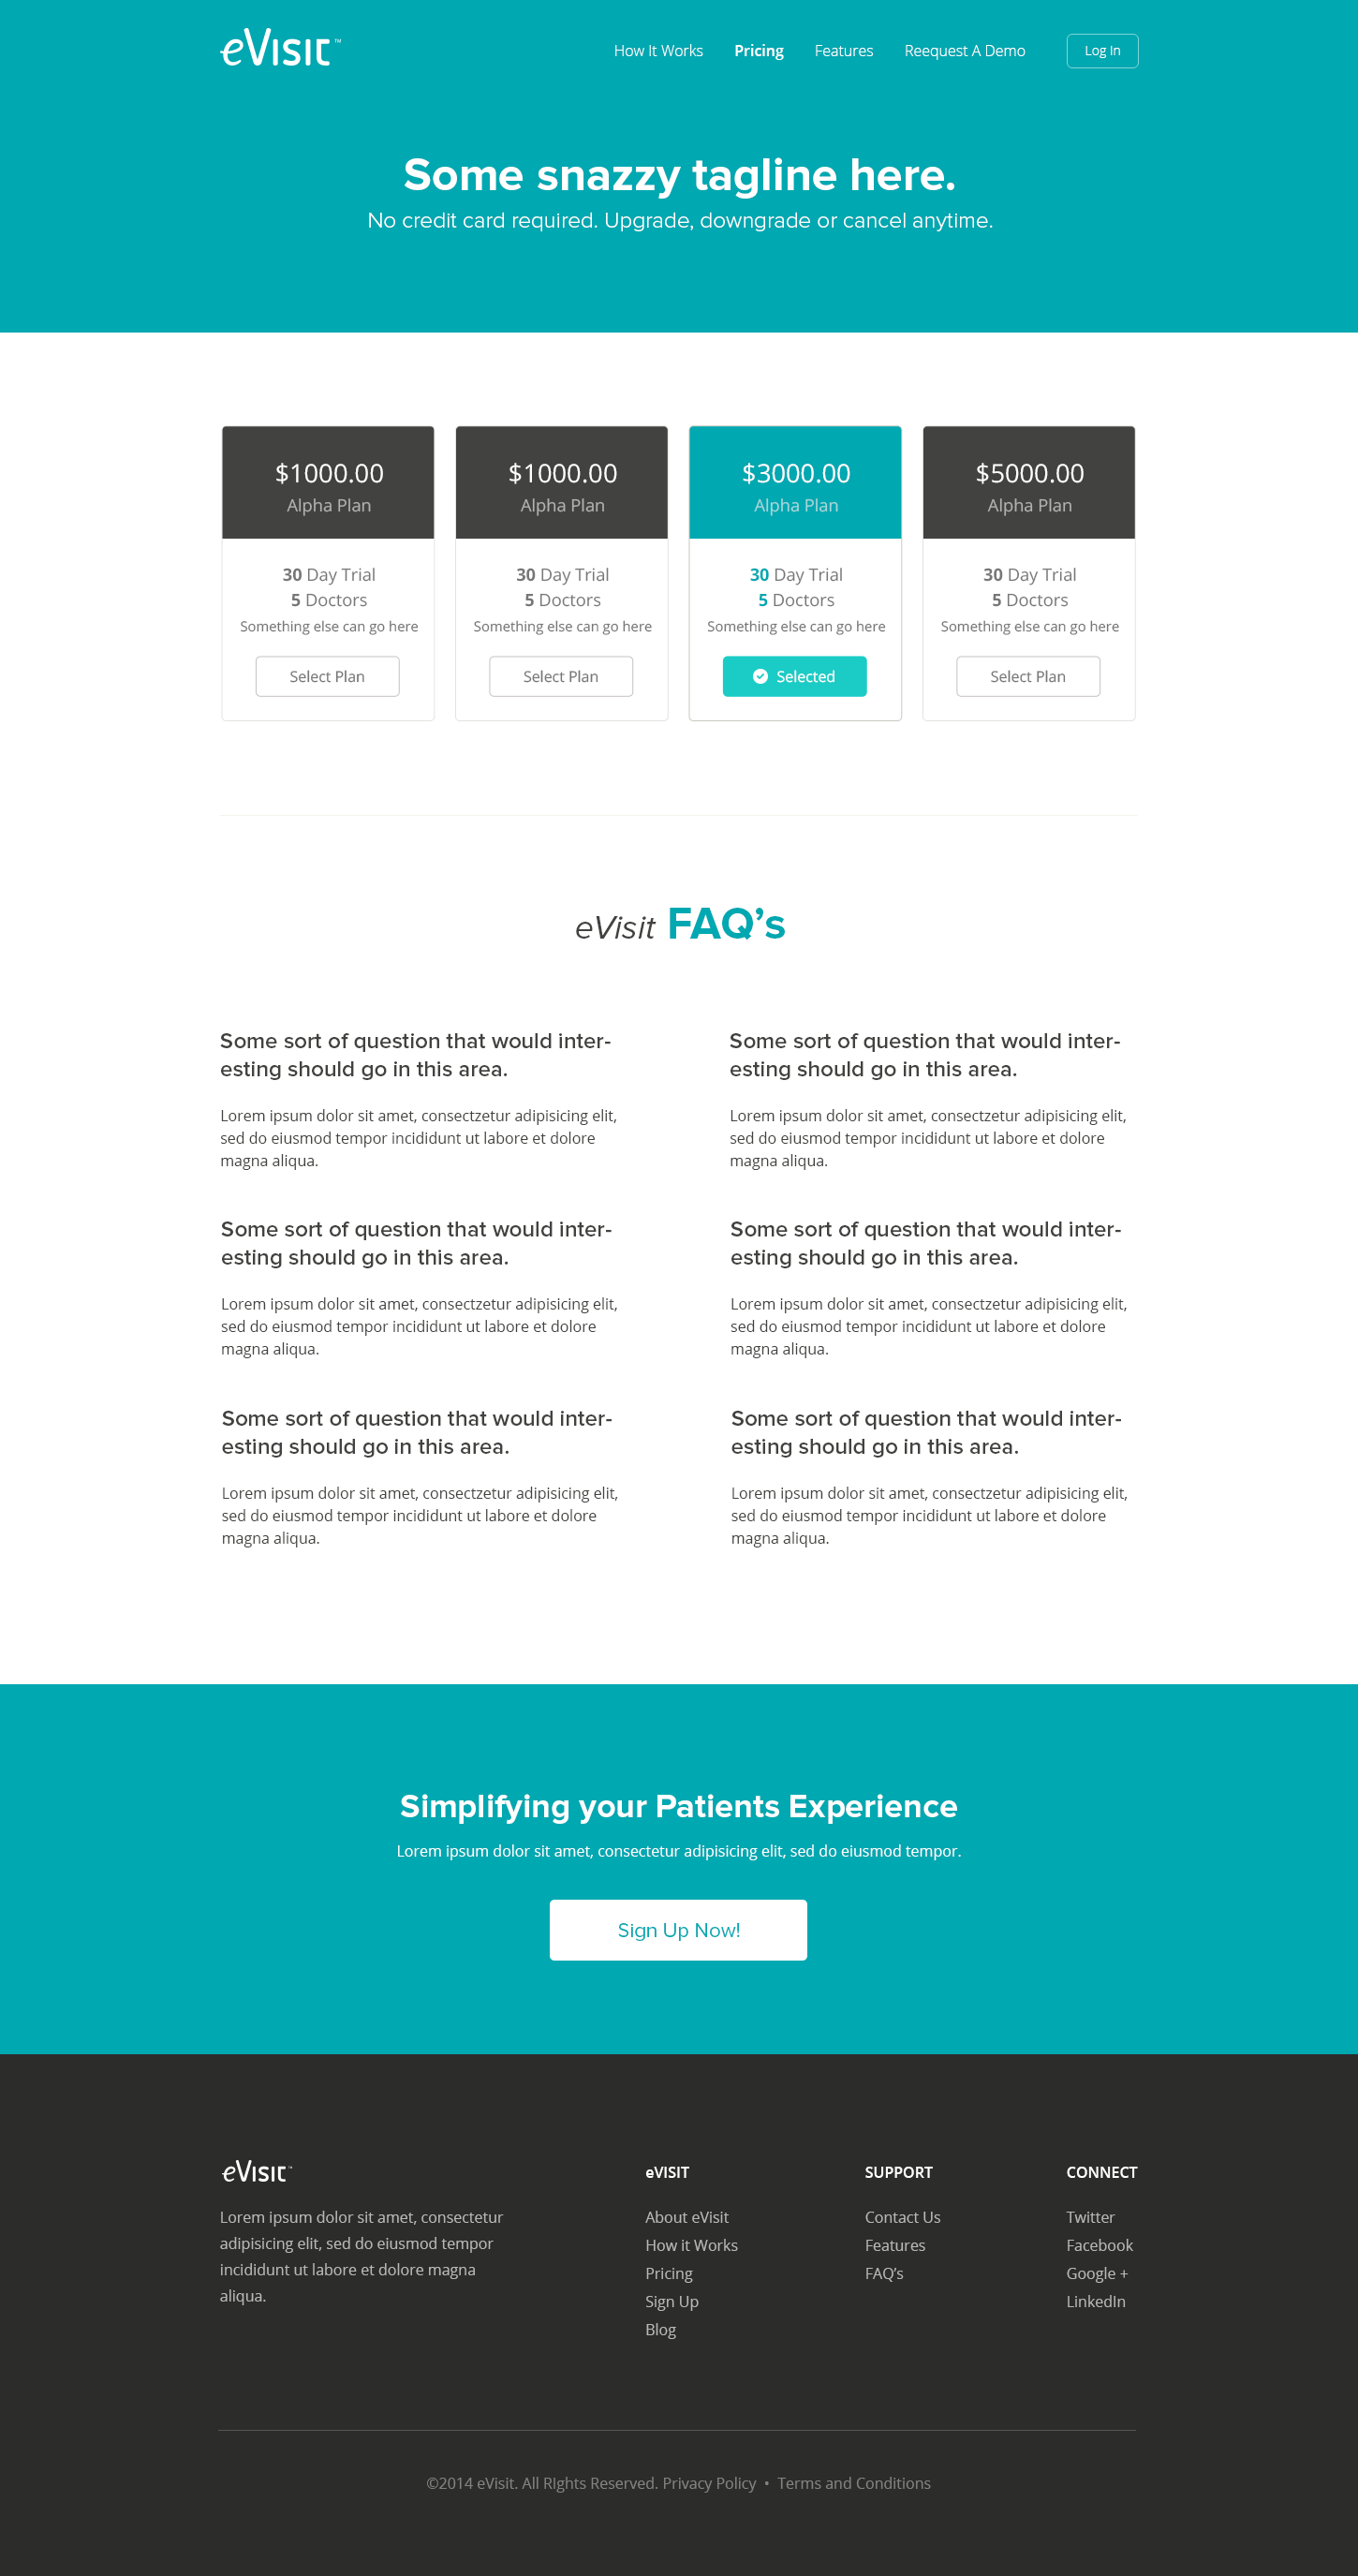 eVisit™
How It Works Pricing Features Reequest A Demo Log In
Some snazzy tagline here.
No credit card required. Upgrade, downgrade or cancel anytime.
$1000.00
Alpha Plan
30 Day Trial
5 Doctors
Something else can go here
Select Plan
$1000.00
Alpha Plan
30 Day Trial
5 Doctors
Something else can go here
Select Plan
$3000.00
Alpha Plan
30 Day Trial
5 Doctors
Something else can go here
Selected
$5000.00
Alpha Plan
30 Day Trial
5 Doctors
Something else can go here
Select Plan
eVisit FAQ’s
Some sort of question that would inter-
esting should go in this area.
Lorem ipsum dolor sit amet, consectzetur adipisicing elit,
sed do eiusmod tempor incididunt ut labore et dolore
magna aliqua.
Some sort of question that would inter-
esting should go in this area.
Lorem ipsum dolor sit amet, consectzetur adipisicing elit,
sed do eiusmod tempor incididunt ut labore et dolore
magna aliqua.
Some sort of question that would inter-
esting should go in this area.
Lorem ipsum dolor sit amet, consectzetur adipisicing elit,
sed do eiusmod tempor incididunt ut labore et dolore
magna aliqua.
Some sort of question that would inter-
esting should go in this area.
Lorem ipsum dolor sit amet, consectzetur adipisicing elit,
sed do eiusmod tempor incididunt ut labore et dolore
magna aliqua.
Some sort of question that would inter-
esting should go in this area.
Lorem ipsum dolor sit amet, consectzetur adipisicing elit,
sed do eiusmod tempor incididunt ut labore et dolore
magna aliqua.
Some sort of question that would inter-
esting should go in this area.
Lorem ipsum dolor sit amet, consectzetur adipisicing elit,
sed do eiusmod tempor incididunt ut labore et dolore
magna aliqua.
Simplifying your Patients Experience
Lorem ipsum dolor sit amet, consectetur adipisicing elit, sed do eiusmod tempor.
Sign Up Now!
eVisit™
Lorem ipsum dolor sit amet, consectetur
adipisicing elit, sed do eiusmod tempor
incididunt ut labore et dolore magna
aliqua.
eVISIT
About eVisit
How it Works
Pricing
Sign Up
Blog
SUPPORT
Contact Us
Features
FAQ’s
CONNECT
Twitter
Facebook
Google +
LinkedIn
©2014 eVisit. All RIghts Reserved. Privacy Policy • Terms and Conditions